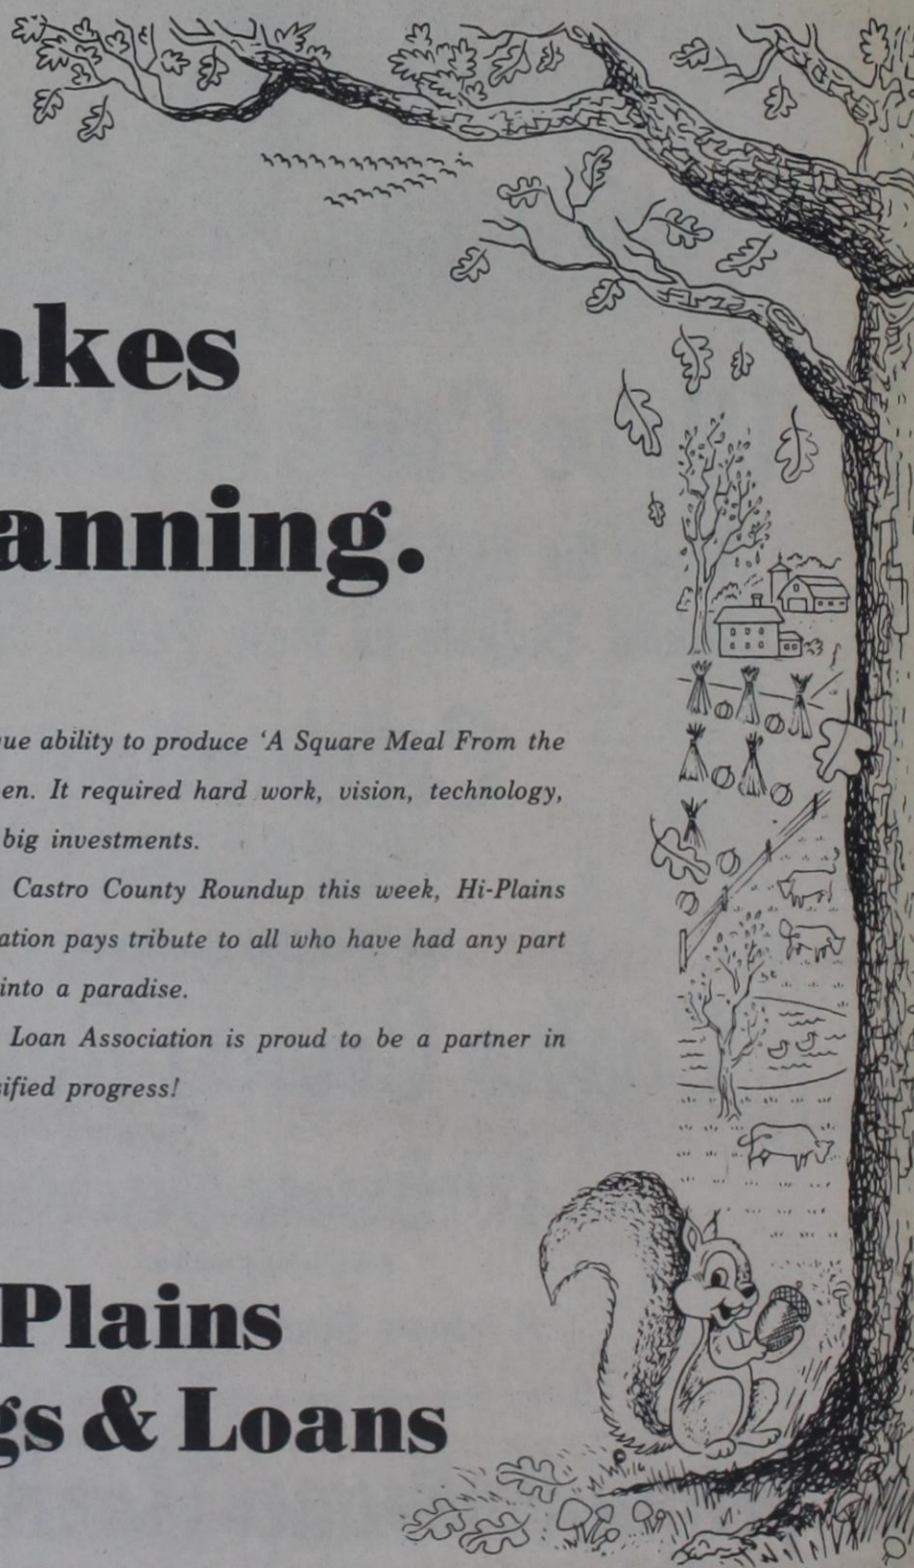 akes
anning.
ue ability to produce ‘A Square Meal From the
en. It required hard work, vision, technology,
big investments.
Castro County Roundup this week, Hi-Plains
ation pays tribute to all who have had any part
into a paradise.
Loan Association is proud to be a partner in
sified progress!
Plains
gs & Loans